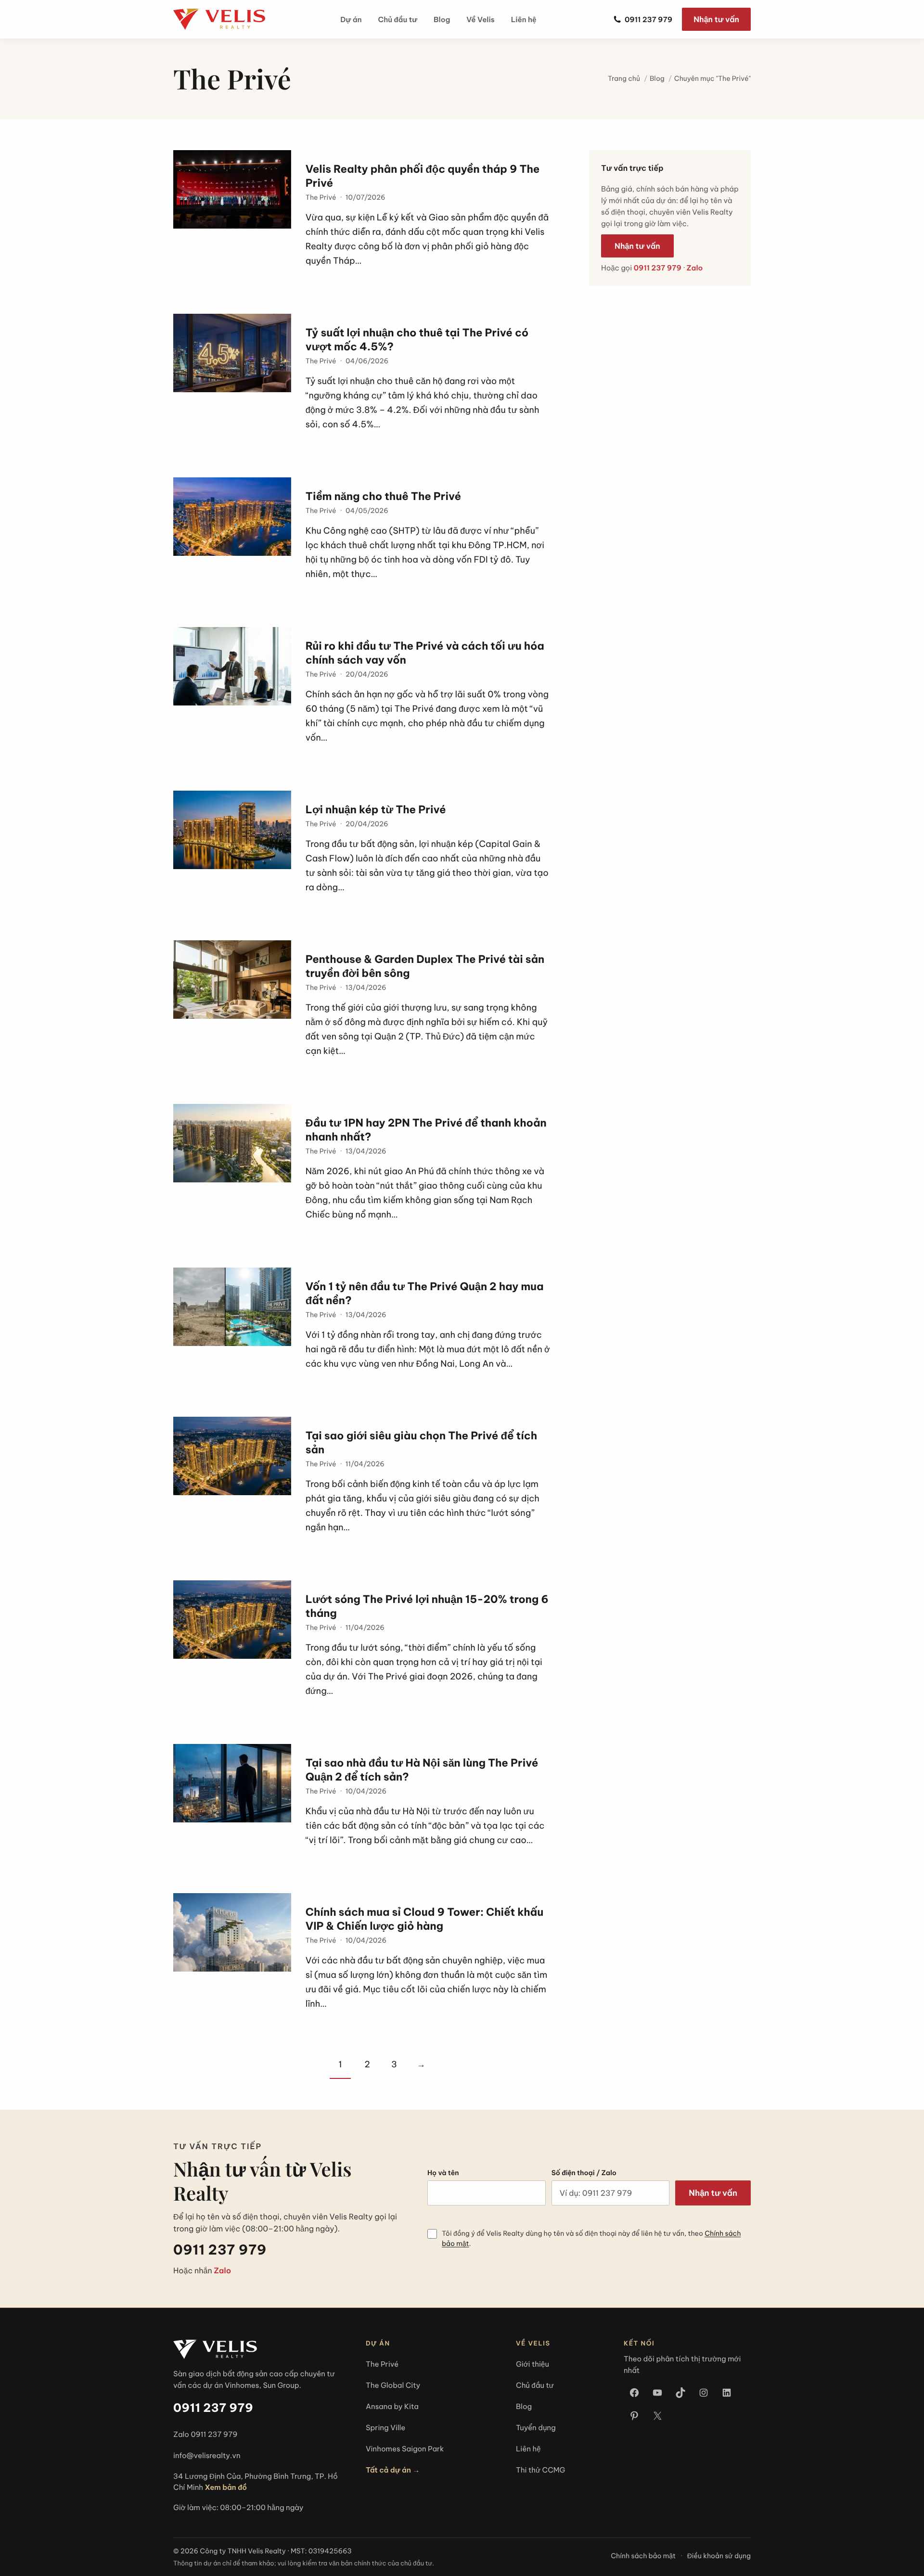 VELIS
REALTY
Dự án
Chủ đầu tư
Blog
Về Velis
Liên hệ
0911 237 979
Nhận tư vấn
The Privé
Trang chủ / Blog / Chuyên mục "The Privé"
Velis Realty phân phối độc quyền tháp 9 The
Privé
The Privé · 10/07/2026
Vừa qua, sự kiện Lễ ký kết và Giao sản phẩm độc quyền đã
chính thức diễn ra, đánh dấu cột mốc quan trọng khi Velis
Realty được công bố là đơn vị phân phối giỏ hàng độc
quyền Tháp…
Tư vấn trực tiếp
Bảng giá, chính sách bán hàng và pháp
lý mới nhất của dự án: để lại họ tên và
số điện thoại, chuyên viên Velis Realty
gọi lại trong giờ làm việc.
Nhận tư vấn
Hoặc gọi 0911 237 979 · Zalo
4.5%
Tỷ suất lợi nhuận cho thuê tại The Privé có
vượt mốc 4.5%?
The Privé · 04/06/2026
Tỷ suất lợi nhuận cho thuê căn hộ đang rơi vào một
“ngưỡng kháng cự” tâm lý khá khó chịu, thường chỉ dao
động ở mức 3.8% – 4.2%. Đối với những nhà đầu tư sành
sỏi, con số 4.5%…
Tiềm năng cho thuê The Privé
The Privé · 04/05/2026
Khu Công nghệ cao (SHTP) từ lâu đã được ví như “phễu”
lọc khách thuê chất lượng nhất tại khu Đông TP.HCM, nơi
hội tụ những bộ óc tinh hoa và dòng vốn FDI tỷ đô. Tuy
nhiên, một thực…
Rủi ro khi đầu tư The Privé và cách tối ưu hóa
chính sách vay vốn
The Privé · 20/04/2026
Chính sách ân hạn nợ gốc và hỗ trợ lãi suất 0% trong vòng
60 tháng (5 năm) tại The Privé đang được xem là một “vũ
khí” tài chính cực mạnh, cho phép nhà đầu tư chiếm dụng
vốn…
Lợi nhuận kép từ The Privé
The Privé · 20/04/2026
Trong đầu tư bất động sản, lợi nhuận kép (Capital Gain &
Cash Flow) luôn là đích đến cao nhất của những nhà đầu
tư sành sỏi: tài sản vừa tự tăng giá theo thời gian, vừa tạo
ra dòng…
Penthouse & Garden Duplex The Privé tài sản
truyền đời bên sông
The Privé · 13/04/2026
Trong thế giới của giới thượng lưu, sự sang trọng không
nằm ở số đông mà được định nghĩa bởi sự hiếm có. Khi quỹ
đất ven sông tại Quận 2 (TP. Thủ Đức) đã tiệm cận mức
cạn kiệt…
Đầu tư 1PN hay 2PN The Privé để thanh khoản
nhanh nhất?
The Privé · 13/04/2026
Năm 2026, khi nút giao An Phú đã chính thức thông xe và
gỡ bỏ hoàn toàn “nút thắt” giao thông cuối cùng của khu
Đông, nhu cầu tìm kiếm không gian sống tại Nam Rạch
Chiếc bùng nổ mạnh…
THE PRIVÉ
Vốn 1 tỷ nên đầu tư The Privé Quận 2 hay mua
đất nền?
The Privé · 13/04/2026
Với 1 tỷ đồng nhàn rỗi trong tay, anh chị đang đứng trước
hai ngã rẽ đầu tư điển hình: Một là mua đứt một lô đất nền ở
các khu vực vùng ven như Đồng Nai, Long An và…
Tại sao giới siêu giàu chọn The Privé để tích
sản
The Privé · 11/04/2026
Trong bối cảnh biến động kinh tế toàn cầu và áp lực lạm
phát gia tăng, khẩu vị của giới siêu giàu đang có sự dịch
chuyển rõ rệt. Thay vì ưu tiên các hình thức “lướt sóng”
ngắn hạn…
Lướt sóng The Privé lợi nhuận 15-20% trong 6
tháng
The Privé · 11/04/2026
Trong đầu tư lướt sóng, “thời điểm” chính là yếu tố sống
còn, đôi khi còn quan trọng hơn cả vị trí hay giá trị nội tại
của dự án. Với The Privé giai đoạn 2026, chúng ta đang
đứng…
Tại sao nhà đầu tư Hà Nội săn lùng The Privé
Quận 2 để tích sản?
The Privé · 10/04/2026
Khẩu vị của nhà đầu tư Hà Nội từ trước đến nay luôn ưu
tiên các bất động sản có tính “độc bản” và tọa lạc tại các
“vị trí lõi”. Trong bối cảnh mặt bằng giá chung cư cao…
Chính sách mua sỉ Cloud 9 Tower: Chiết khấu
VIP & Chiến lược giỏ hàng
The Privé · 10/04/2026
Với các nhà đầu tư bất động sản chuyên nghiệp, việc mua
sỉ (mua số lượng lớn) không đơn thuần là một cuộc săn tìm
ưu đãi về giá. Mục tiêu cốt lõi của chiến lược này là chiếm
lĩnh…
1 2 3 →
TƯ VẤN TRỰC TIẾP
Nhận tư vấn từ Velis
Realty
Để lại họ tên và số điện thoại, chuyên viên Velis Realty gọi lại
trong giờ làm việc (08:00–21:00 hằng ngày).
0911 237 979
Hoặc nhắn Zalo
Họ và tên
Số điện thoại / Zalo
Ví dụ: 0911 237 979
Nhận tư vấn
Tôi đồng ý để Velis Realty dùng họ tên và số điện thoại này để liên hệ tư vấn, theo Chính sách
bảo mật.
VELIS
REALTY
Sàn giao dịch bất động sản cao cấp chuyên tư
vấn các dự án Vinhomes, Sun Group.
0911 237 979
Zalo 0911 237 979
info@velisrealty.vn
34 Lương Định Của, Phường Bình Trưng, TP. Hồ
Chí Minh Xem bản đồ
Giờ làm việc: 08:00–21:00 hằng ngày
DỰ ÁN
The Privé
The Global City
Ansana by Kita
Spring Ville
Vinhomes Saigon Park
Tất cả dự án →
VỀ VELIS
Giới thiệu
Chủ đầu tư
Blog
Tuyển dụng
Liên hệ
Thi thử CCMG
KẾT NỐI
Theo dõi phân tích thị trường mới
nhất
© 2026 Công ty TNHH Velis Realty · MST: 0319425663
Thông tin dự án chỉ để tham khảo; vui lòng kiểm tra văn bản chính thức của chủ đầu tư.
Chính sách bảo mật · Điều khoản sử dụng